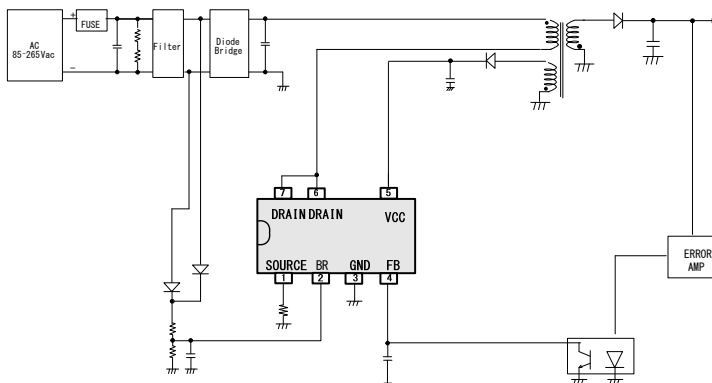 AC
85-265Vac
+
FUSE
−
Filter
Diode
Bridge
7
6
5
DRAIN DRAIN
VCC
SOURCE BR GND FB
1
2
3
4
ERROR
AMP